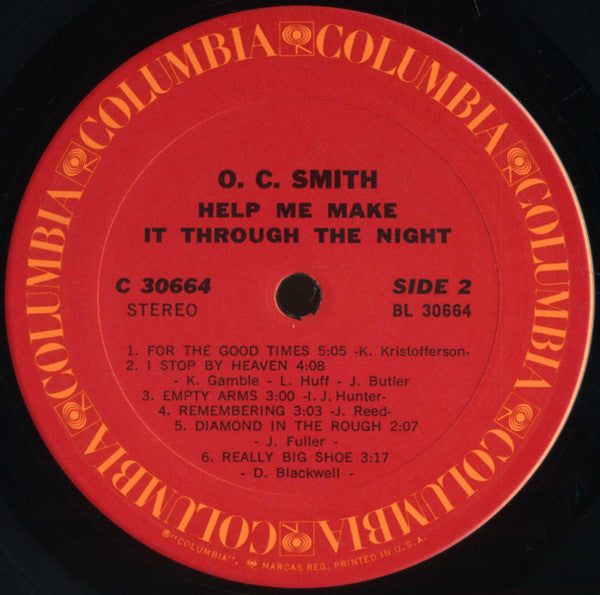 COLUMBIA COLUMBIA COLUMBIA COLUMBIA COLUMBIA COLUMBIA
O. C. SMITH
HELP ME MAKE
IT THROUGH THE NIGHT
C 30664
STEREO
SIDE 2
BL 30664
1. FOR THE GOOD TIMES 5:05 -K. Kristofferson-
2. I STOP BY HEAVEN 4:08
- K. Gamble - L. Huff - J. Butler
3. EMPTY ARMS 3:00 -I. J. Hunter-
4. REMEMBERING 3:03 -J. Reed-
5. DIAMOND IN THE ROUGH 2:07
- J. Fuller -
6. REALLY BIG SHOE 3:17
- D. Blackwell -
®"COLUMBIA", MARCAS REG. PRINTED IN U.S.A.